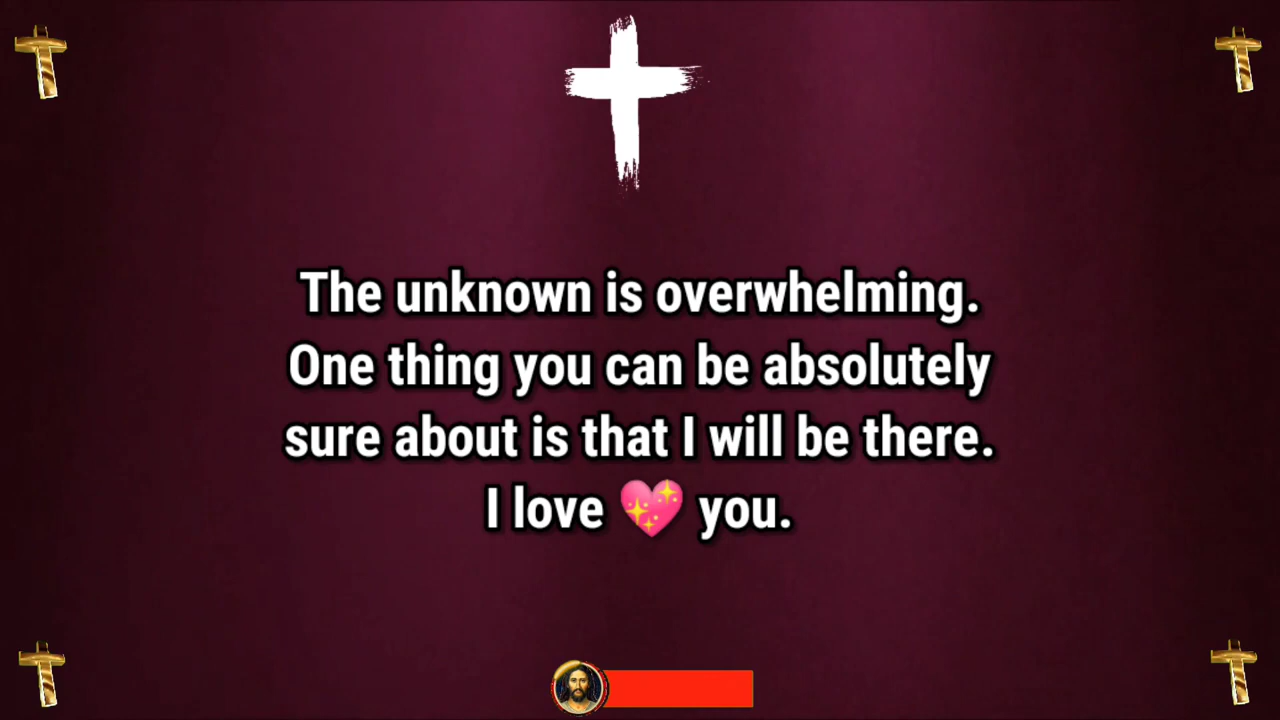 The unknown is overwhelming.
One thing you can be absolutely
sure about is that I will be there.
I love 💖 you.